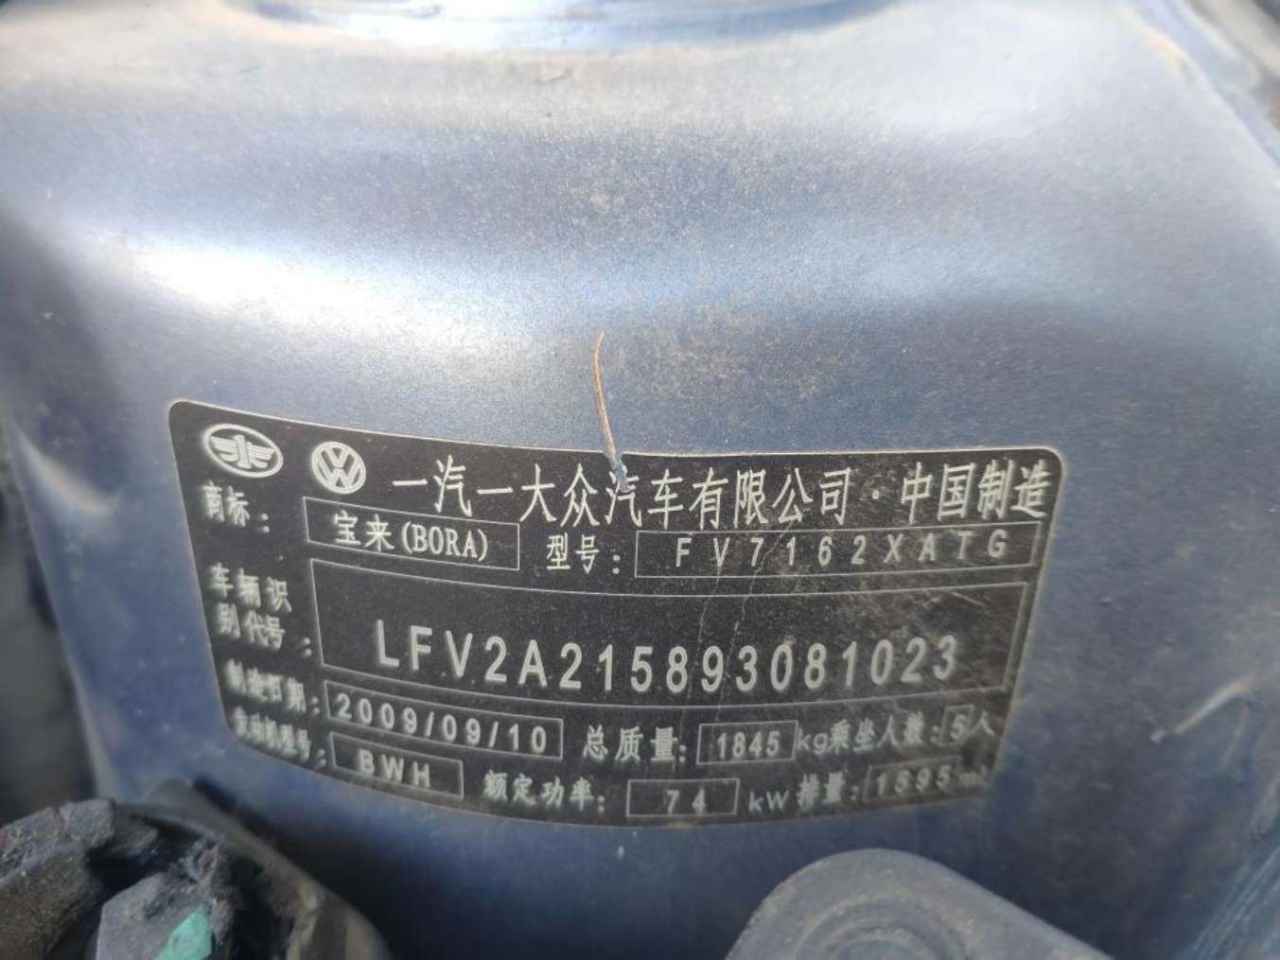 一汽一大众汽车有限公司·中国制造
商标： 宝来(BORA) 型号： FV7162XATG
车辆识别代号： LFV2A215893081023
制造日期： 2009/09/10 总质量： 1845 kg 乘坐人数： 5 人
发动机型号： BWH 额定功率： 74 kW 排量： 1595 ml